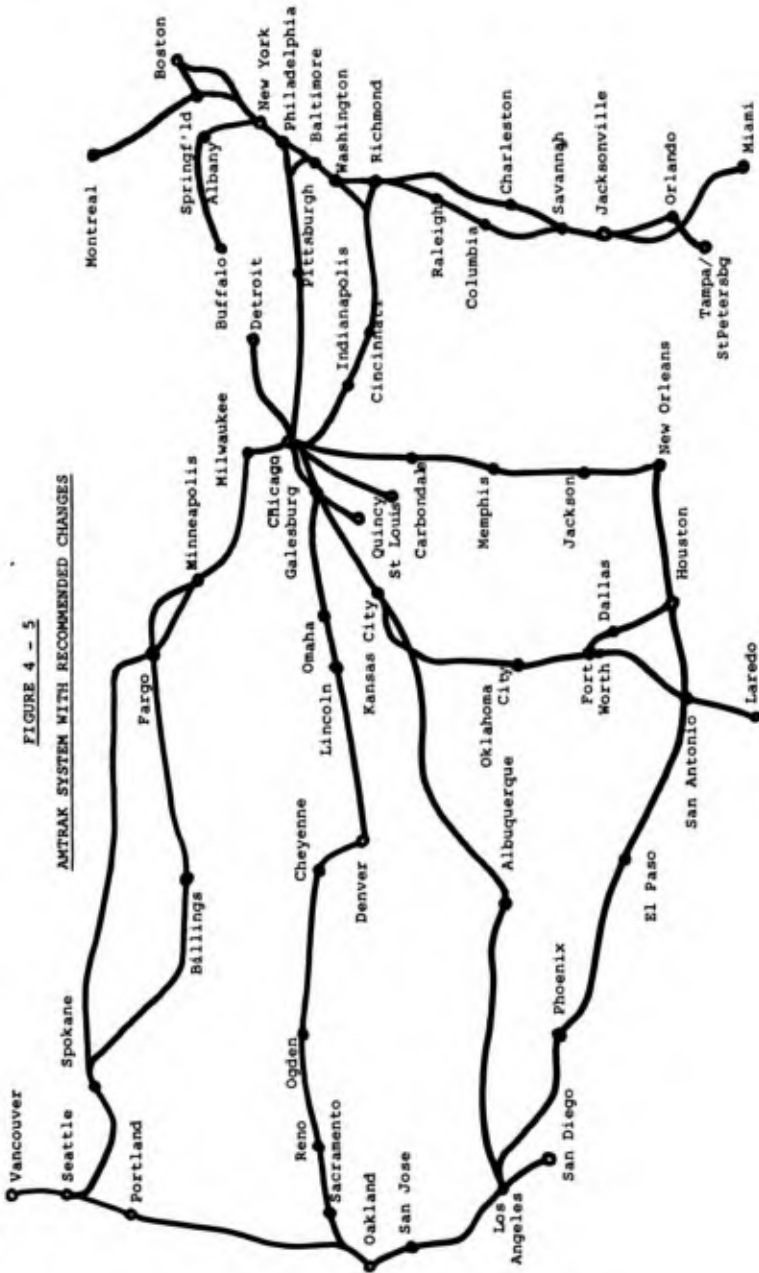 FIGURE 4 - 5
AMTRAK SYSTEM WITH RECOMMENDED CHANGES
Vancouver
Seattle
Portland
Spokane
Billings
Fargo
Minneapolis
Milwaukee
Chicago
Galesburg
Detroit
Buffalo
Albany
Springf'ld
Montreal
Boston
New York
Philadelphia
Baltimore
Washington
Richmond
Pittsburgh
Indianapolis
Cincinnati
Raleigh
Columbia
Charleston
Savannah
Jacksonville
Orlando
Tampa/
StPetersbg
Miami
Quincy
St Louis
Carbondale
Memphis
Jackson
New Orleans
Omaha
Lincoln
Kansas City
Cheyenne
Denver
Ogden
Reno
Sacramento
Oakland
San Jose
Los
Angeles
San Diego
Phoenix
Albuquerque
El Paso
Oklahoma
City
Fort
Worth
Dallas
Houston
San Antonio
Laredo